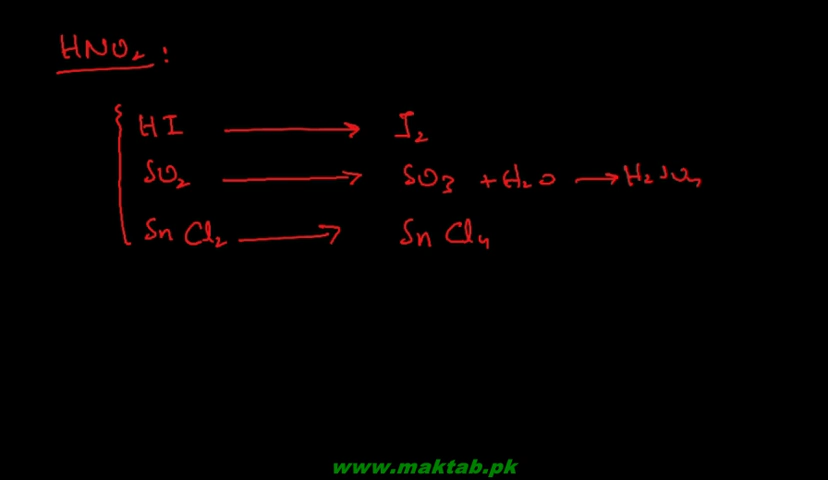 HNO₂ :
HI ⟶ I₂
SO₂ ⟶ SO₃ + H₂O ⟶ H₂SO₄
SnCl₂ ⟶ SnCl₄
www.maktab.pk